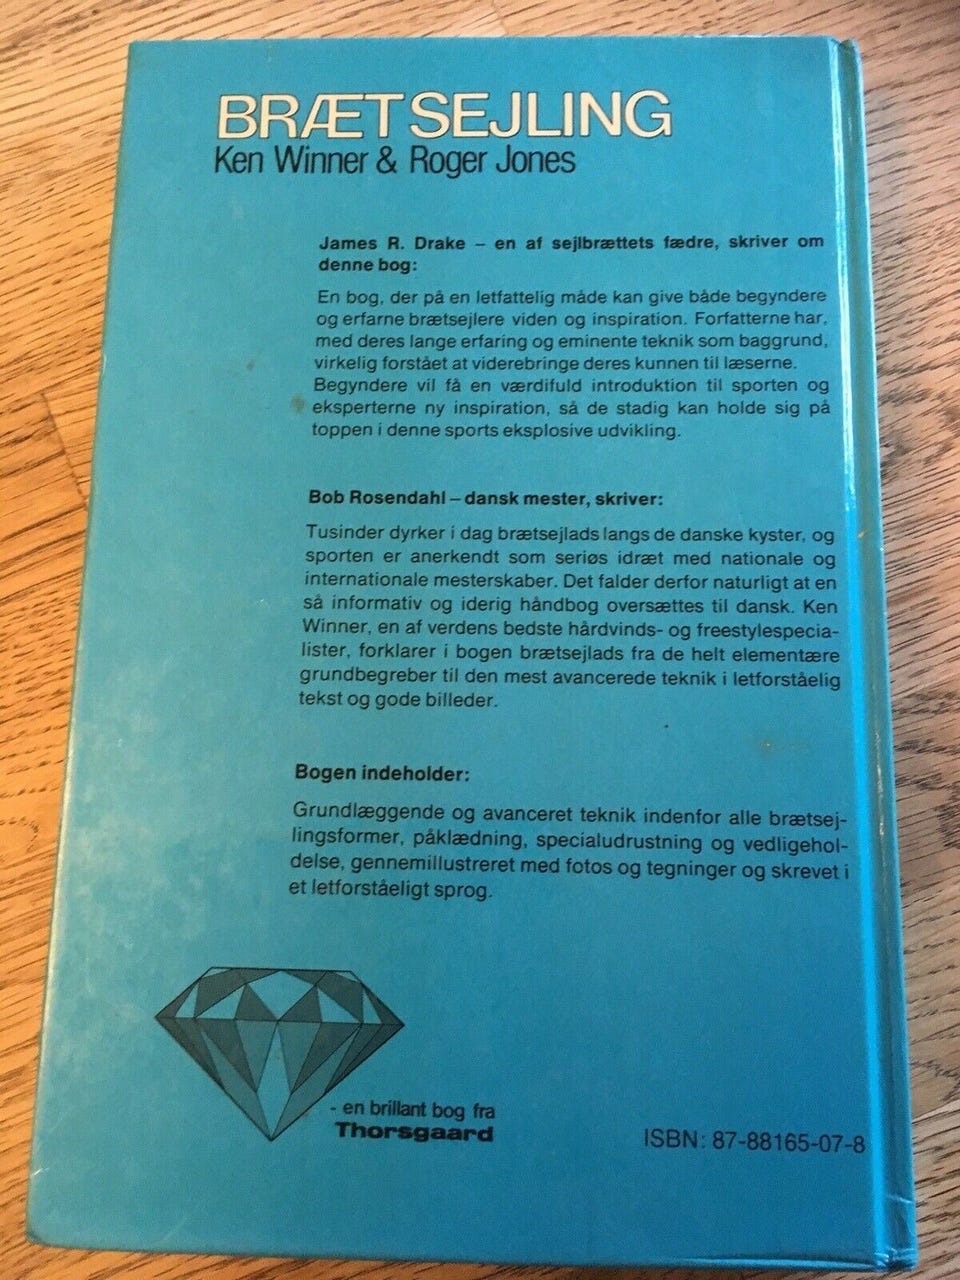 BRÆTSEJLING
Ken Winner & Roger Jones
James R. Drake – en af sejlbrættets fædre, skriver om
denne bog:
En bog, der på en letfattelig måde kan give både begyndere
og erfarne brætsejlere viden og inspiration. Forfatterne har,
med deres lange erfaring og eminente teknik som baggrund,
virkelig forstået at viderebringe deres kunnen til læserne.
Begyndere vil få en værdifuld introduktion til sporten og
eksperterne ny inspiration, så de stadig kan holde sig på
toppen i denne sports eksplosive udvikling.
Bob Rosendahl – dansk mester, skriver:
Tusinder dyrker i dag brætsejlads langs de danske kyster, og
sporten er anerkendt som seriøs idræt med nationale og
internationale mesterskaber. Det falder derfor naturligt at en
så informativ og iderig håndbog oversættes til dansk. Ken
Winner, en af verdens bedste hårdvinds- og freestylespecia-
lister, forklarer i bogen brætsejlads fra de helt elementære
grundbegreber til den mest avancerede teknik i letforståelig
tekst og gode billeder.
Bogen indeholder:
Grundlæggende og avanceret teknik indenfor alle brætsej-
lingsformer, påklædning, specialudrustning og vedligehol-
delse, gennemillustreret med fotos og tegninger og skrevet i
et letforståeligt sprog.
- en brillant bog fra
Thorsgaard
ISBN: 87-88165-07-8